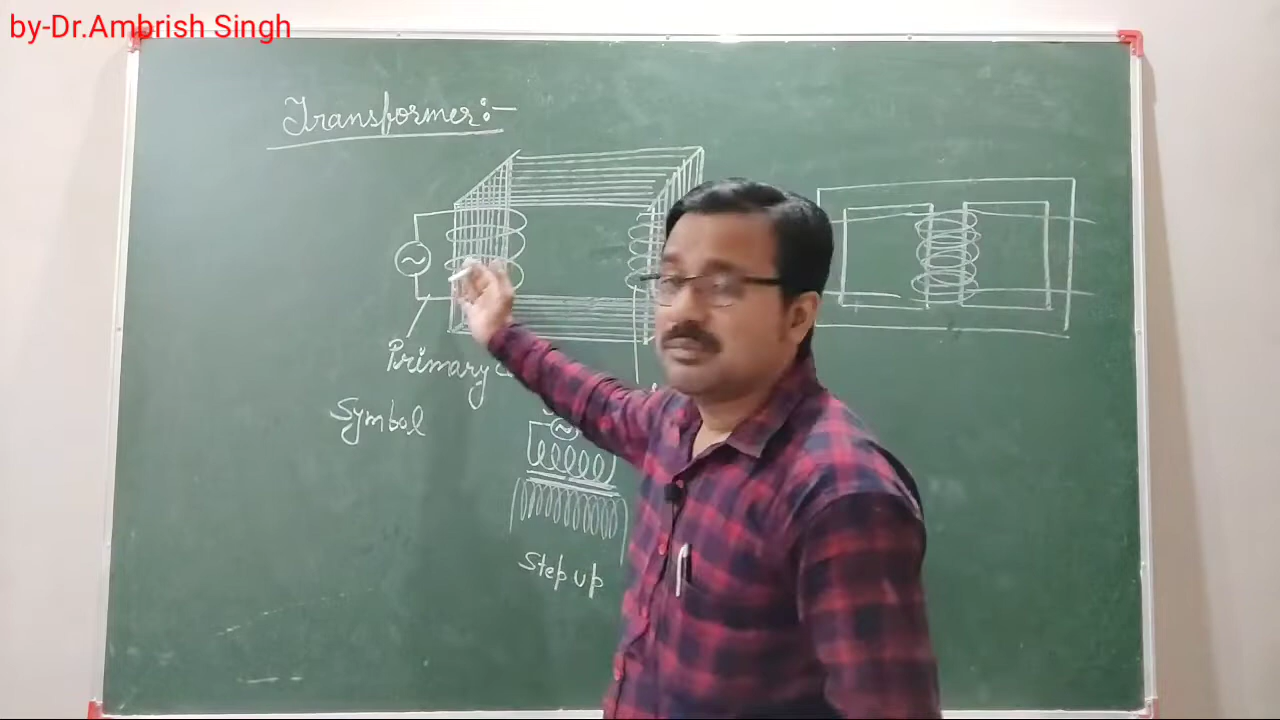 by-Dr.Ambrish Singh
Transformer:-
Primary
Symbol
Step up